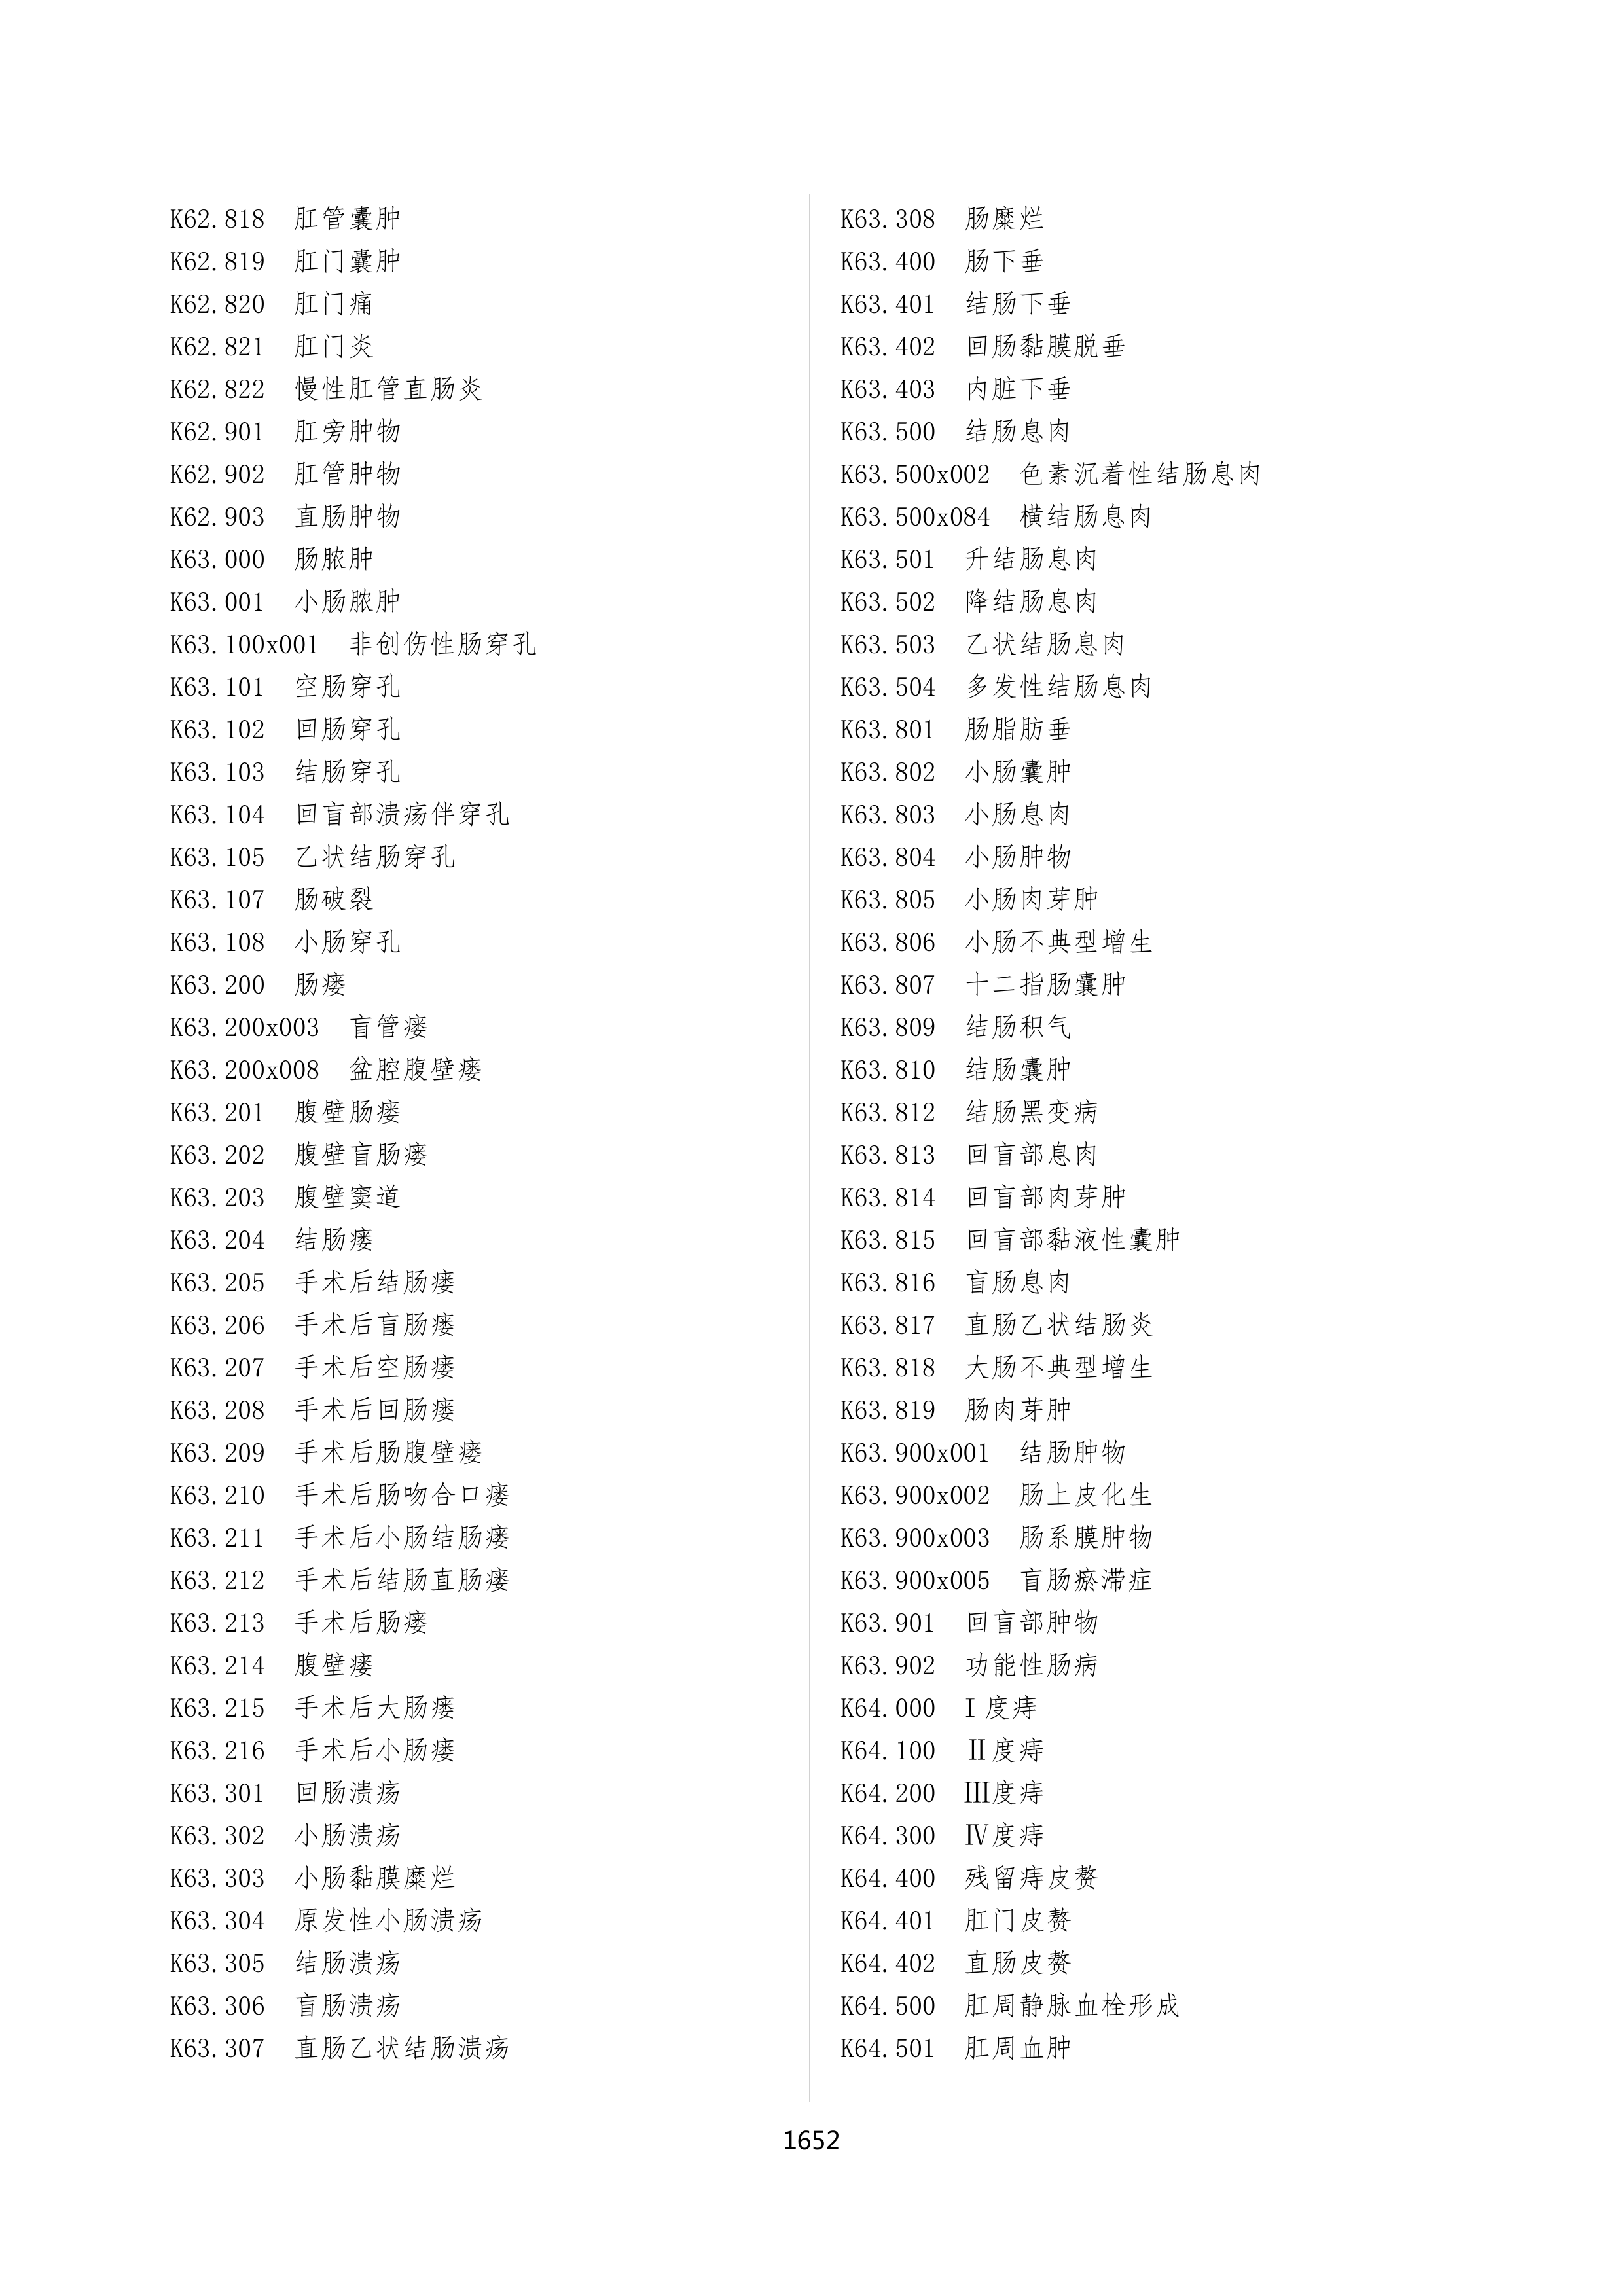 K62.818 肛管囊肿
K62.819 肛门囊肿
K62.820 肛门痛
K62.821 肛门炎
K62.822 慢性肛管直肠炎
K62.901 肛旁肿物
K62.902 肛管肿物
K62.903 直肠肿物
K63.000 肠脓肿
K63.001 小肠脓肿
K63.100x001 非创伤性肠穿孔
K63.101 空肠穿孔
K63.102 回肠穿孔
K63.103 结肠穿孔
K63.104 回盲部溃疡伴穿孔
K63.105 乙状结肠穿孔
K63.107 肠破裂
K63.108 小肠穿孔
K63.200 肠瘘
K63.200x003 盲管瘘
K63.200x008 盆腔腹壁瘘
K63.201 腹壁肠瘘
K63.202 腹壁盲肠瘘
K63.203 腹壁窦道
K63.204 结肠瘘
K63.205 手术后结肠瘘
K63.206 手术后盲肠瘘
K63.207 手术后空肠瘘
K63.208 手术后回肠瘘
K63.209 手术后肠腹壁瘘
K63.210 手术后肠吻合口瘘
K63.211 手术后小肠结肠瘘
K63.212 手术后结肠直肠瘘
K63.213 手术后肠瘘
K63.214 腹壁瘘
K63.215 手术后大肠瘘
K63.216 手术后小肠瘘
K63.301 回肠溃疡
K63.302 小肠溃疡
K63.303 小肠黏膜糜烂
K63.304 原发性小肠溃疡
K63.305 结肠溃疡
K63.306 盲肠溃疡
K63.307 直肠乙状结肠溃疡
K63.308 肠糜烂
K63.400 肠下垂
K63.401 结肠下垂
K63.402 回肠黏膜脱垂
K63.403 内脏下垂
K63.500 结肠息肉
K63.500x002 色素沉着性结肠息肉
K63.500x084 横结肠息肉
K63.501 升结肠息肉
K63.502 降结肠息肉
K63.503 乙状结肠息肉
K63.504 多发性结肠息肉
K63.801 肠脂肪垂
K63.802 小肠囊肿
K63.803 小肠息肉
K63.804 小肠肿物
K63.805 小肠肉芽肿
K63.806 小肠不典型增生
K63.807 十二指肠囊肿
K63.809 结肠积气
K63.810 结肠囊肿
K63.812 结肠黑变病
K63.813 回盲部息肉
K63.814 回盲部肉芽肿
K63.815 回盲部黏液性囊肿
K63.816 盲肠息肉
K63.817 直肠乙状结肠炎
K63.818 大肠不典型增生
K63.819 肠肉芽肿
K63.900x001 结肠肿物
K63.900x002 肠上皮化生
K63.900x003 肠系膜肿物
K63.900x005 盲肠瘀滞症
K63.901 回盲部肿物
K63.902 功能性肠病
K64.000 I 度痔
K64.100 Ⅱ度痔
K64.200 Ⅲ度痔
K64.300 Ⅳ度痔
K64.400 残留痔皮赘
K64.401 肛门皮赘
K64.402 直肠皮赘
K64.500 肛周静脉血栓形成
K64.501 肛周血肿
1652